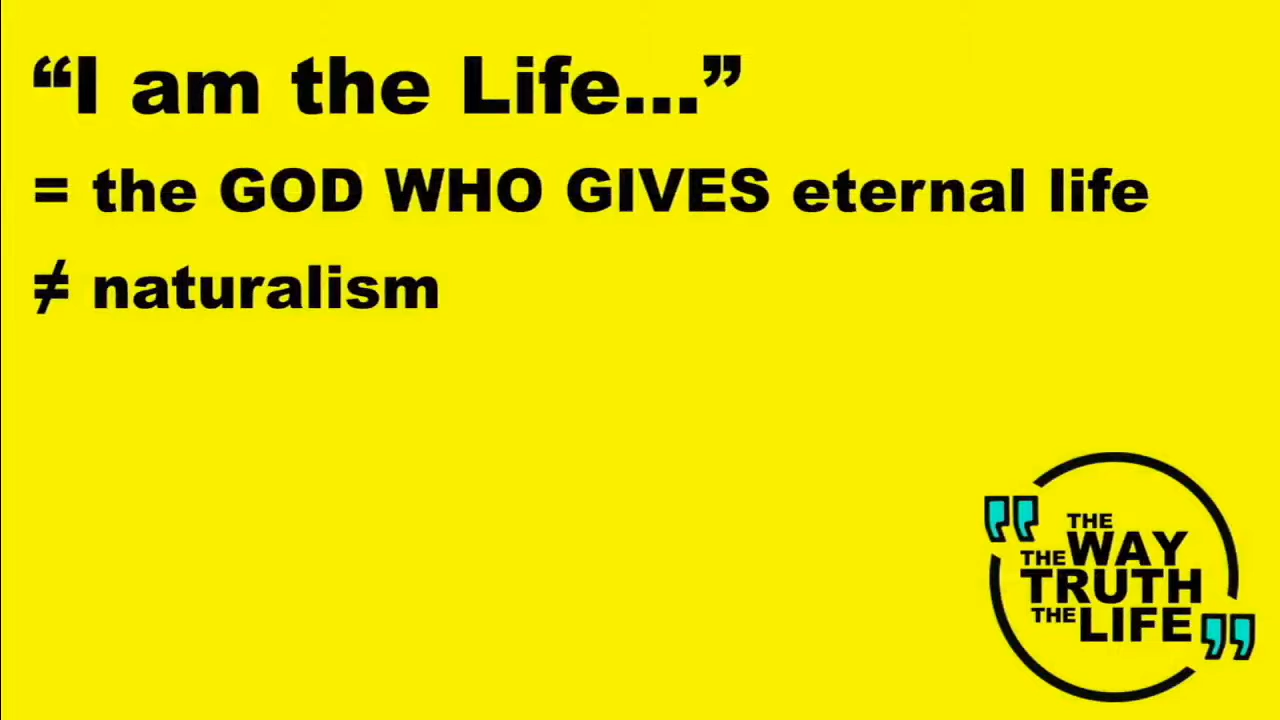 “I am the Life...”
= the GOD WHO GIVES eternal life
≠ naturalism
THE WAY
THE TRUTH
THE LIFE